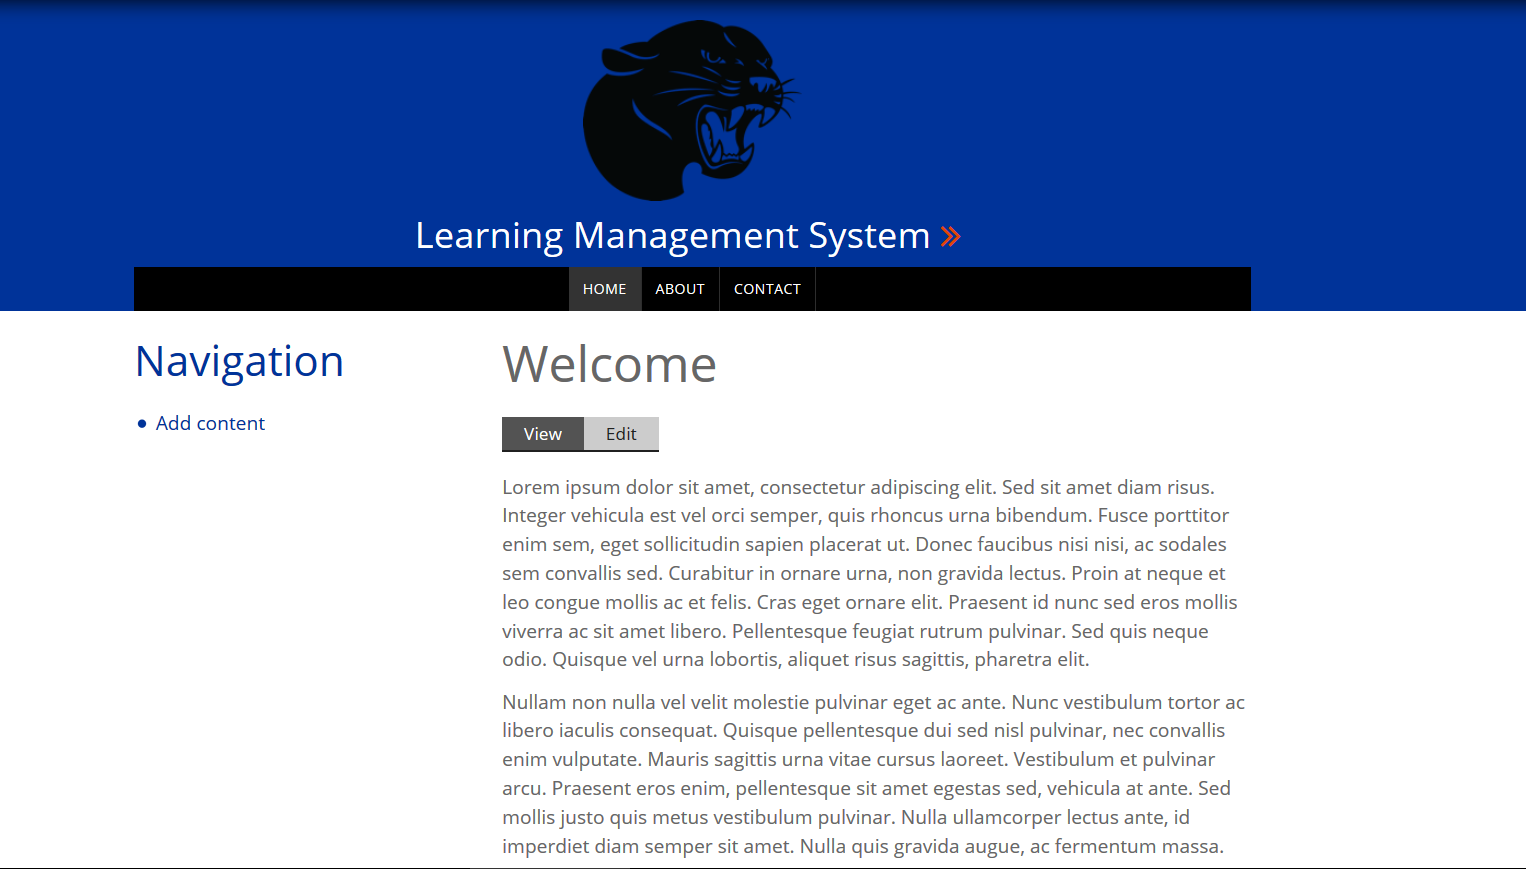 Learning Management System »
HOME ABOUT CONTACT
Navigation
Add content
Welcome
View Edit
Lorem ipsum dolor sit amet, consectetur adipiscing elit. Sed sit amet diam risus.
Integer vehicula est vel orci semper, quis rhoncus urna bibendum. Fusce porttitor
enim sem, eget sollicitudin sapien placerat ut. Donec faucibus nisi nisi, ac sodales
sem convallis sed. Curabitur in ornare urna, non gravida lectus. Proin at neque et
leo congue mollis ac et felis. Cras eget ornare elit. Praesent id nunc sed eros mollis
viverra ac sit amet libero. Pellentesque feugiat rutrum pulvinar. Sed quis neque
odio. Quisque vel urna lobortis, aliquet risus sagittis, pharetra elit.
Nullam non nulla vel velit molestie pulvinar eget ac ante. Nunc vestibulum tortor ac
libero iaculis consequat. Quisque pellentesque dui sed nisl pulvinar, nec convallis
enim vulputate. Mauris sagittis urna vitae cursus laoreet. Vestibulum et pulvinar
arcu. Praesent eros enim, pellentesque sit amet egestas sed, vehicula at ante. Sed
mollis justo quis metus vestibulum pulvinar. Nulla ullamcorper lectus ante, id
imperdiet diam semper sit amet. Nulla quis gravida augue, ac fermentum massa.